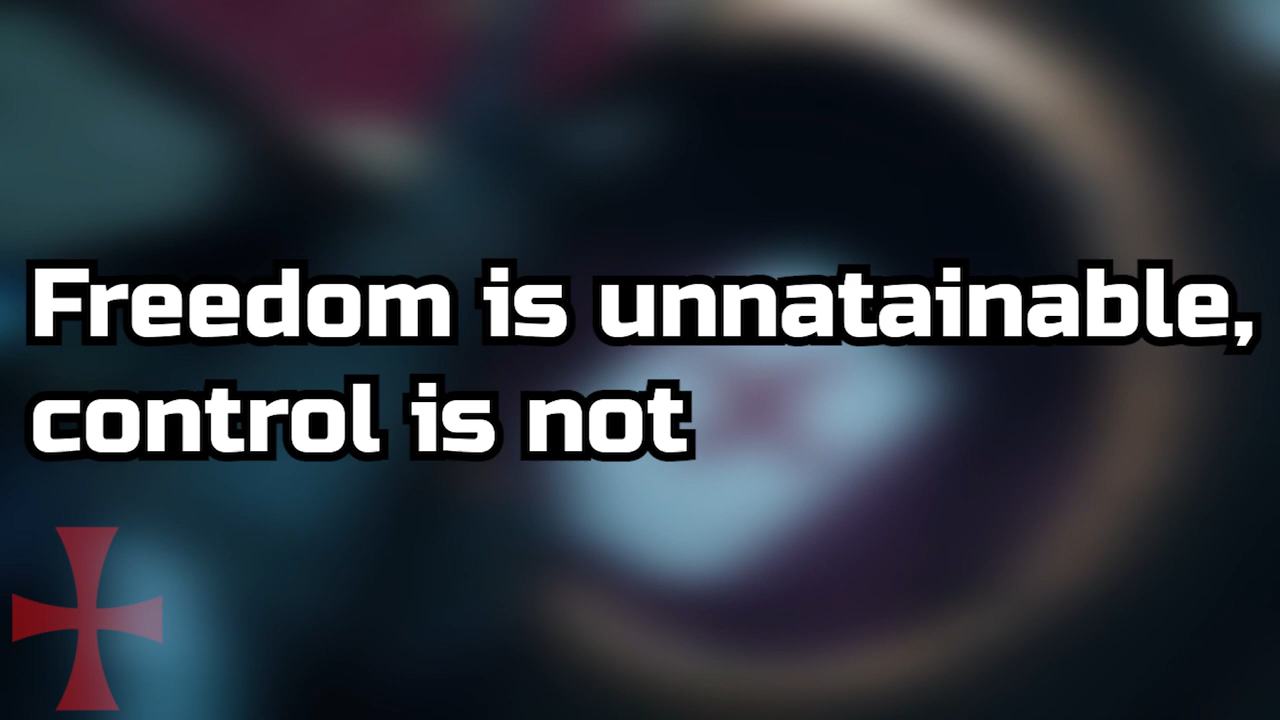 Freedom is unnatainable,
control is not